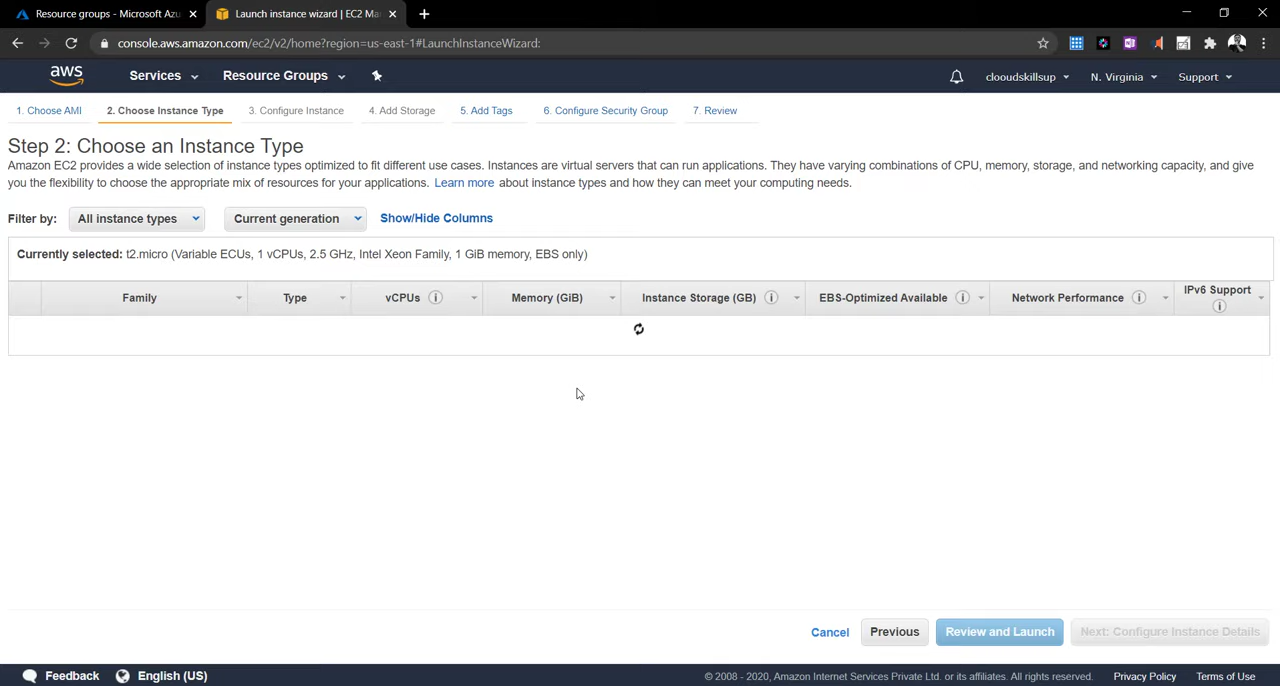 Resource groups - Microsoft Azu
Launch instance wizard | EC2 Ma
console.aws.amazon.com/ec2/v2/home?region=us-east-1#LaunchInstanceWizard:
aws Services Resource Groups clooudskillsup N. Virginia Support
1. Choose AMI 2. Choose Instance Type 3. Configure Instance 4. Add Storage 5. Add Tags 6. Configure Security Group 7. Review
Step 2: Choose an Instance Type
Amazon EC2 provides a wide selection of instance types optimized to fit different use cases. Instances are virtual servers that can run applications. They have varying combinations of CPU, memory, storage, and networking capacity, and give
you the flexibility to choose the appropriate mix of resources for your applications. Learn more about instance types and how they can meet your computing needs.
Filter by: All instance types Current generation Show/Hide Columns
Currently selected: t2.micro (Variable ECUs, 1 vCPUs, 2.5 GHz, Intel Xeon Family, 1 GiB memory, EBS only)
Family Type vCPUs Memory (GiB) Instance Storage (GB) EBS-Optimized Available Network Performance IPv6 Support
Cancel Previous Review and Launch Next: Configure Instance Details
Feedback English (US) © 2008 - 2020, Amazon Internet Services Private Ltd. or its affiliates. All rights reserved. Privacy Policy Terms of Use